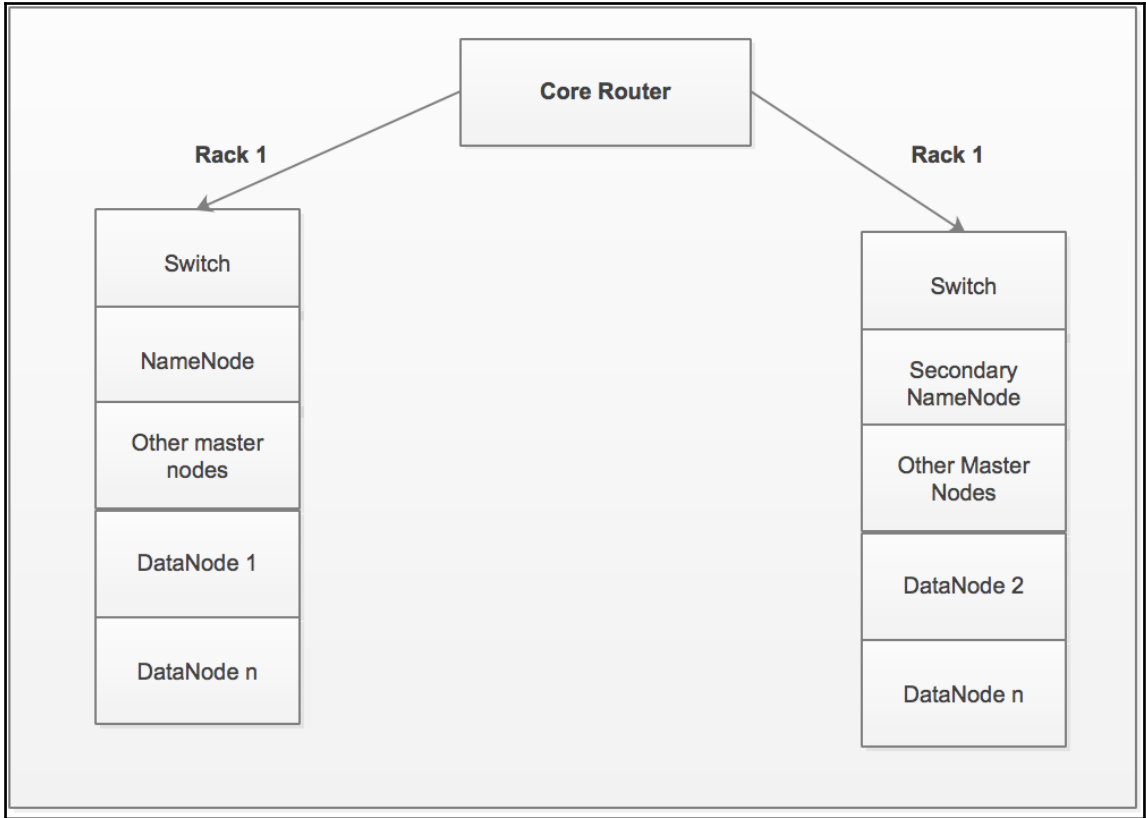 Core Router
Rack 1
Rack 1
Switch
NameNode
Other master
nodes
DataNode 1
DataNode n
Switch
Secondary
NameNode
Other Master
Nodes
DataNode 2
DataNode n